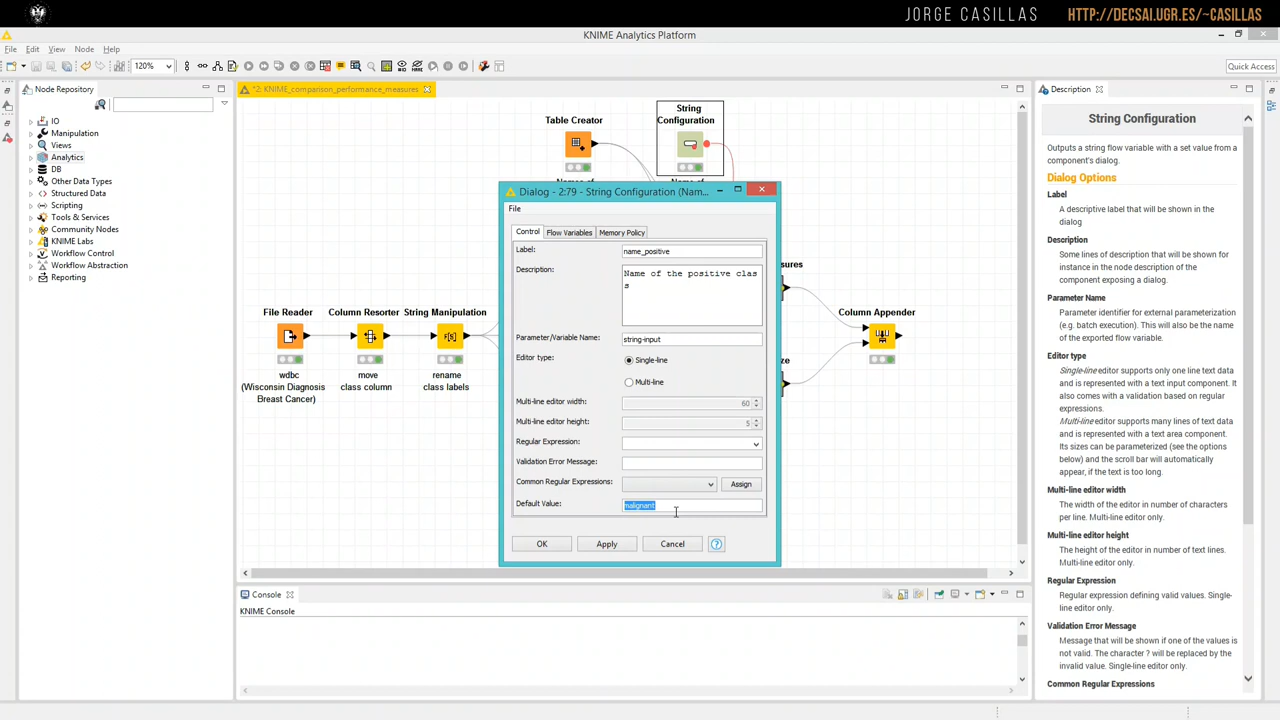 JORGE CASILLAS
HTTP://DECSAI.UGR.ES/~CASILLAS
KNIME Analytics Platform
File Edit View Node Help
120%
Quick Access
Node Repository
IO
Manipulation
Views
Analytics
DB
Other Data Types
Structured Data
Scripting
Tools & Services
Community Nodes
KNIME Labs
Workflow Control
Workflow Abstraction
Reporting
*2: KNIME_comparison_performance_measures
Table Creator
String
Configuration
File Reader
wdbc
(Wisconsin Diagnosis
Breast Cancer)
Column Resorter
move
class column
String Manipulation
rename
class labels
Column Appender
Dialog - 2:79 - String Configuration (Nam...
File
Control Flow Variables Memory Policy
Label: name_positive
Description: Name of the positive clas
s
Parameter/Variable Name: string-input
Editor type: Single-line
Multi-line
Multi-line editor width: 60
Multi-line editor height: 5
Regular Expression:
Validation Error Message:
Common Regular Expressions: Assign
Default Value: malignant
OK Apply Cancel
Console
KNIME Console
Description
String Configuration
Outputs a string flow variable with a set value from a
component's dialog.
Dialog Options
Label
A descriptive label that will be shown in the
dialog
Description
Some lines of description that will be shown for
instance in the node description of the
component exposing a dialog.
Parameter Name
Parameter identifier for external parameterization
(e.g. batch execution). This will also be the name
of the exported flow variable.
Editor type
Single-line editor supports only one line text data
and is represented with a text input component. It
also comes with a validation based on regular
expressions.
Multi-line editor supports many lines of text data
and is represented with a text area component.
Its sizes can be parameterized (see the options
below) and the scroll bar will automatically
appear, if the text is too long.
Multi-line editor width
The width of the editor in number of characters
per line. Multi-line editor only.
Multi-line editor height
The height of the editor in number of text lines.
Multi-line editor only.
Regular Expression
Regular expression defining valid values. Single-
line editor only.
Validation Error Message
Message that will be shown if one of the values is
not valid. The character ? will be replaced by the
invalid value. Single-line editor only.
Common Regular Expressions